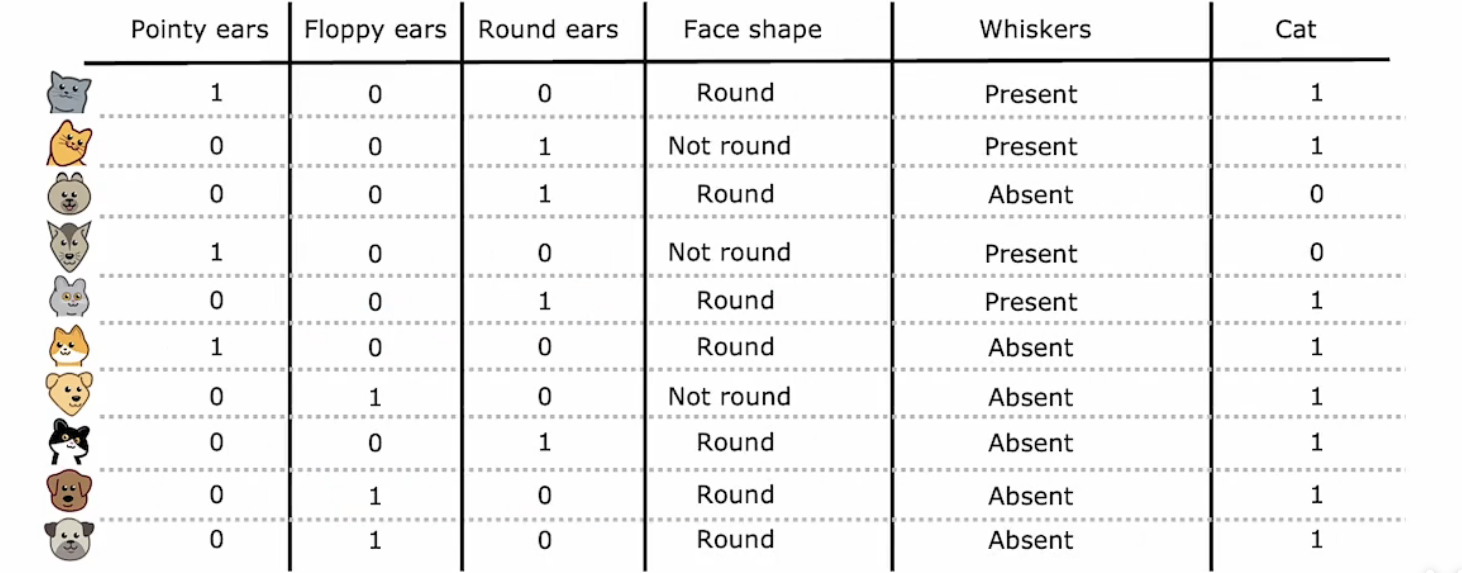 Pointy ears Floppy ears Round ears Face shape Whiskers Cat
1 0 0 Round Present 1
0 0 1 Not round Present 1
0 0 1 Round Absent 0
1 0 0 Not round Present 0
0 0 1 Round Present 1
1 0 0 Round Absent 1
0 1 0 Not round Absent 1
0 0 1 Round Absent 1
0 1 0 Round Absent 1
0 1 0 Round Absent 1